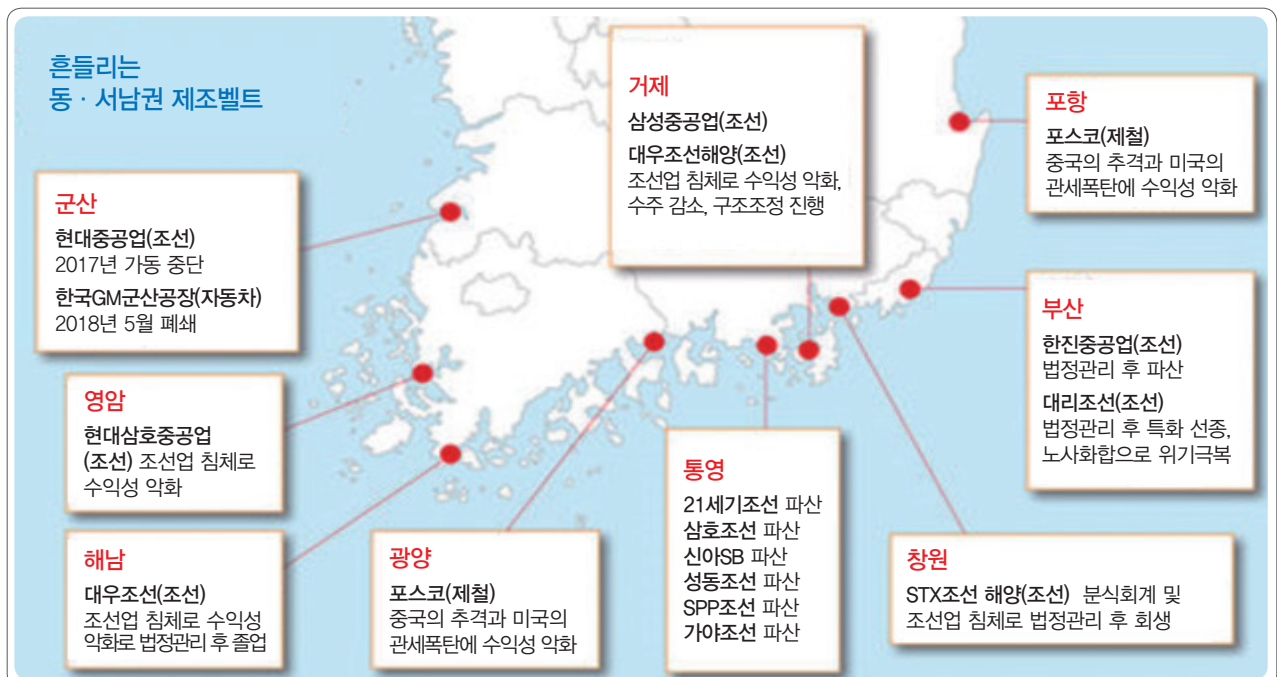 흔들리는
동·서남권 제조벨트
군산
현대중공업(조선)
2017년 가동 중단
한국GM군산공장(자동차)
2018년 5월 폐쇄
영암
현대삼호중공업
(조선) 조선업 침체로
수익성 악화
해남
대우조선(조선)
조선업 침체로 수익성
악화로 법정관리 후 졸업
광양
포스코(제철)
중국의 추격과 미국의
관세폭탄에 수익성 악화
거제
삼성중공업(조선)
대우조선해양(조선)
조선업 침체로 수익성 악화,
수주 감소, 구조조정 진행
통영
21세기조선 파산
삼호조선 파산
신아SB 파산
성동조선 파산
SPP조선 파산
가야조선 파산
포항
포스코(제철)
중국의 추격과 미국의
관세폭탄에 수익성 악화
부산
한진중공업(조선)
법정관리 후 파산
대리조선(조선)
법정관리 후 특화 선종,
노사화합으로 위기극복
창원
STX조선 해양(조선) 분식회계 및
조선업 침체로 법정관리 후 회생